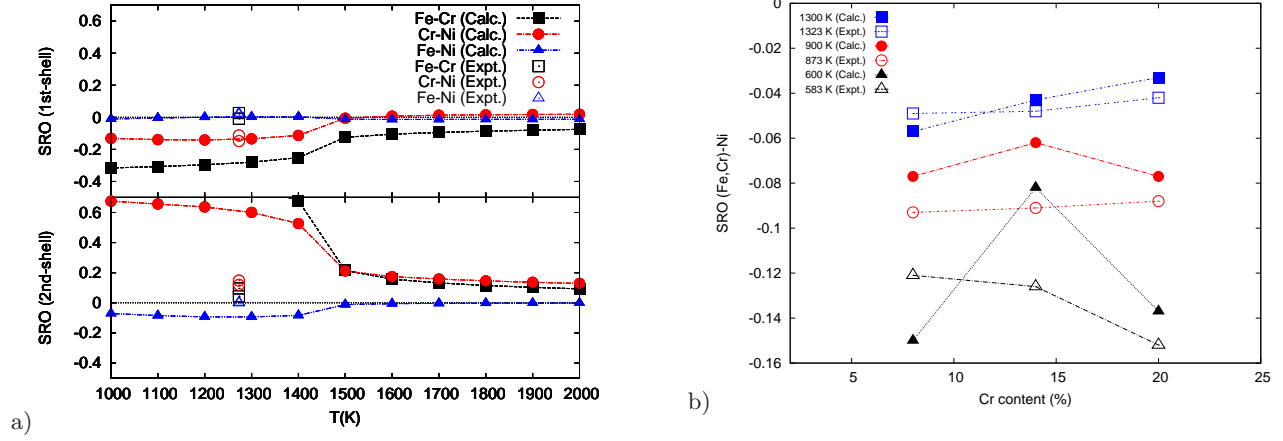 0.6
0.4
0.2
0
-0.2
-0.4
SRO (1st-shell)
Fe-Cr (Calc.)
Cr-Ni (Calc.)
Fe-Ni (Calc.)
Fe-Cr (Expt.)
Cr-Ni (Expt.)
Fe-Ni (Expt.)
0.6
0.4
0.2
0
-0.2
-0.4
SRO (2nd-shell)
1000 1100 1200 1300 1400 1500 1600 1700 1800 1900 2000
T(K)
a)
0
-0.02
-0.04
-0.06
-0.08
-0.1
-0.12
-0.14
-0.16
SRO (Fe,Cr)-Ni
1300 K (Calc.)
1323 K (Expt.)
900 K (Calc.)
873 K (Expt.)
600 K (Calc.)
583 K (Expt.)
5 10 15 20 25
Cr content (%)
b)